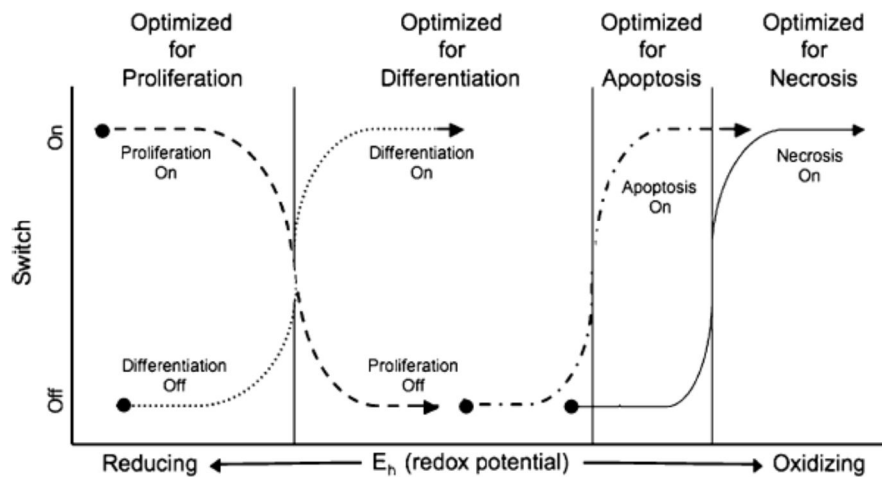 Optimized
for
Proliferation
Optimized
for
Differentiation
Optimized
for
Apoptosis
Optimized
for
Necrosis
On
Proliferation
On
Differentiation
On
Apoptosis
On
Necrosis
On
Switch
Differentiation
Off
Proliferation
Off
Off
Reducing
Eh (redox potential)
Oxidizing